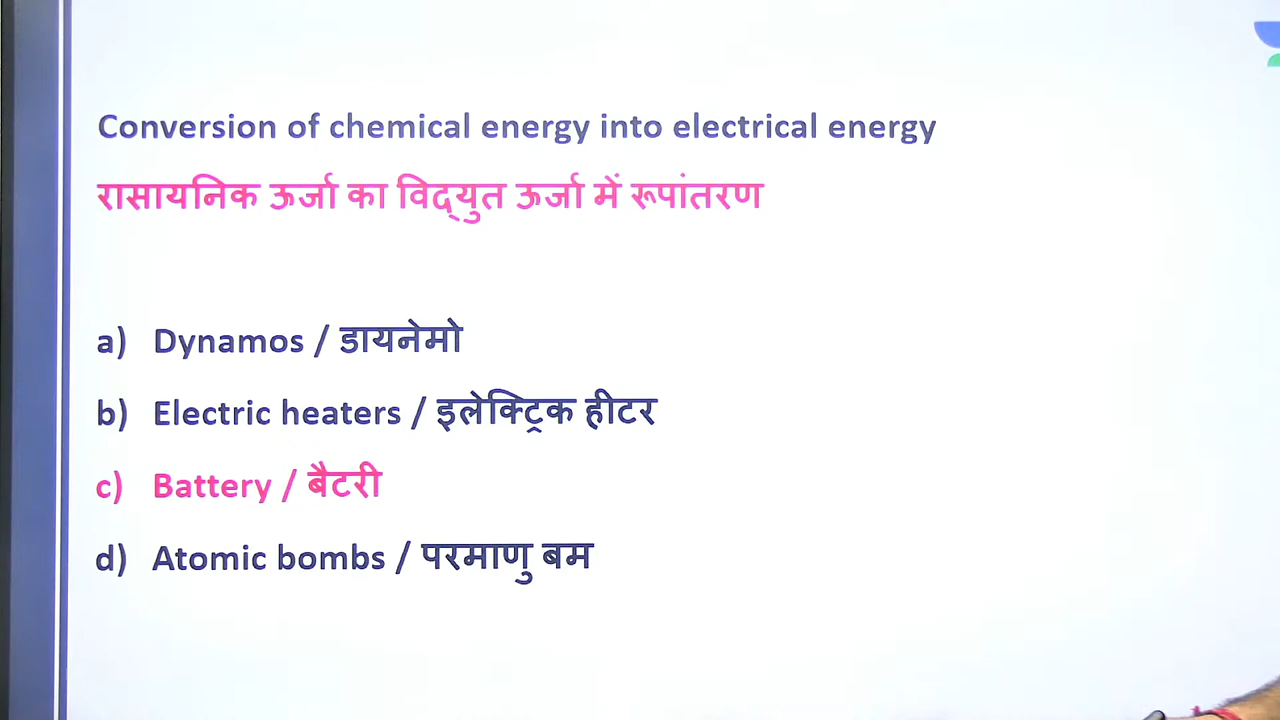 Conversion of chemical energy into electrical energy
रासायनिक ऊर्जा का विद्युत ऊर्जा में रूपांतरण
a) Dynamos / डायनेमो
b) Electric heaters / इलेक्ट्रिक हीटर
c) Battery / बैटरी
d) Atomic bombs / परमाणु बम